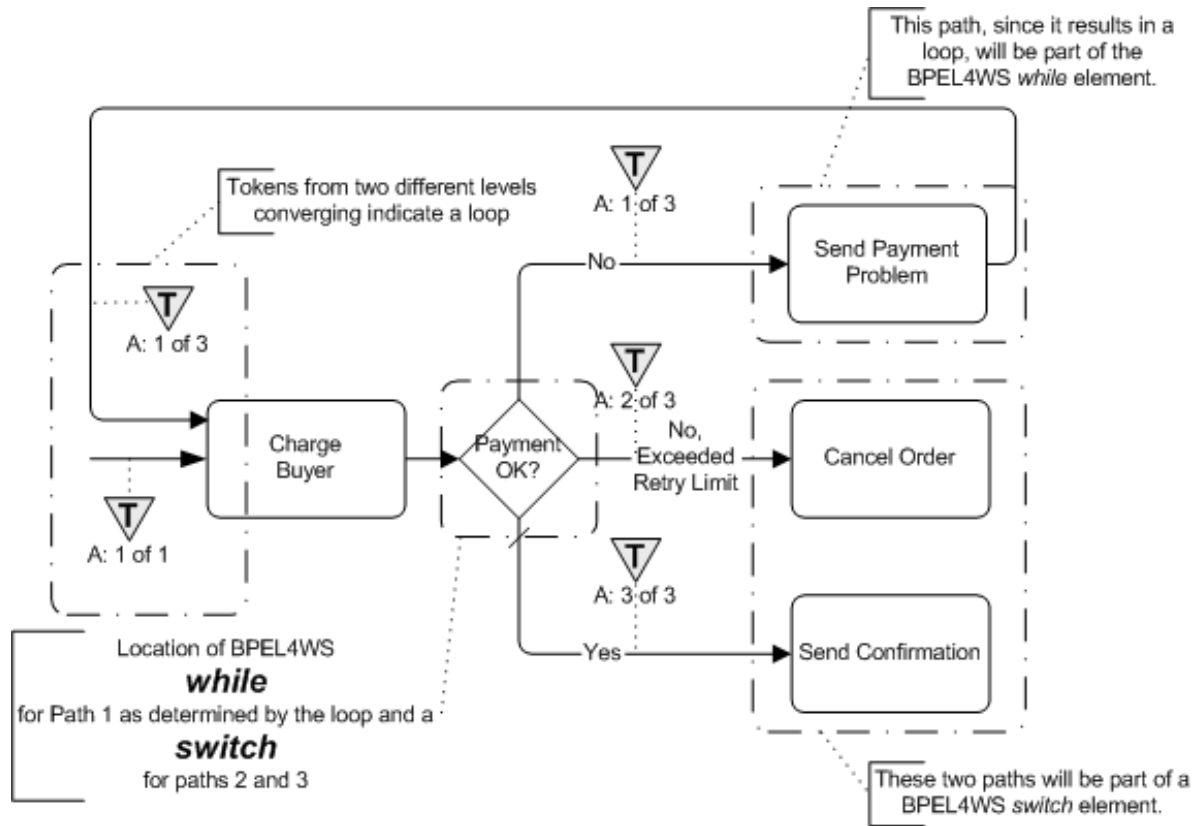 This path, since it results in a
loop, will be part of the
BPEL4WS while element.
T
A: 1 of 3
Tokens from two different levels
converging indicate a loop
Send Payment
Problem
No
T
A: 1 of 3
T
A: 2 of 3
Charge
Buyer
Payment
OK?
No,
Exceeded
Retry Limit
Cancel Order
T
A: 1 of 1
T
A: 3 of 3
Yes
Send Confirmation
Location of BPEL4WS
while
for Path 1 as determined by the loop and a
switch
for paths 2 and 3
These two paths will be part of a
BPEL4WS switch element.